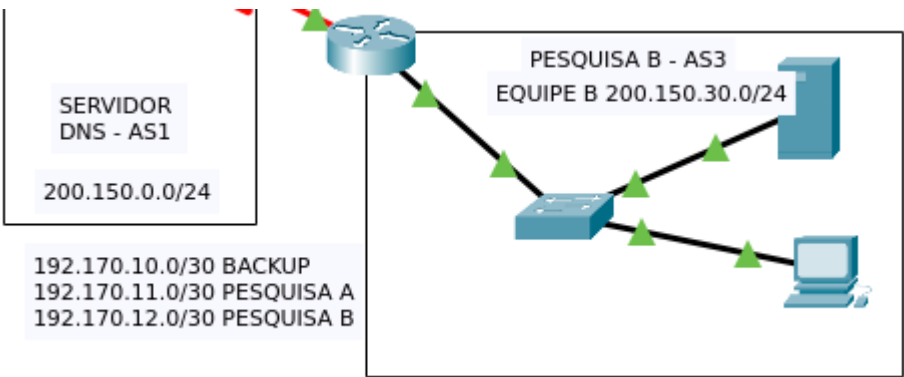 SERVIDOR
DNS - AS1
200.150.0.0/24
192.170.10.0/30 BACKUP
192.170.11.0/30 PESQUISA A
192.170.12.0/30 PESQUISA B
PESQUISA B - AS3
EQUIPE B 200.150.30.0/24